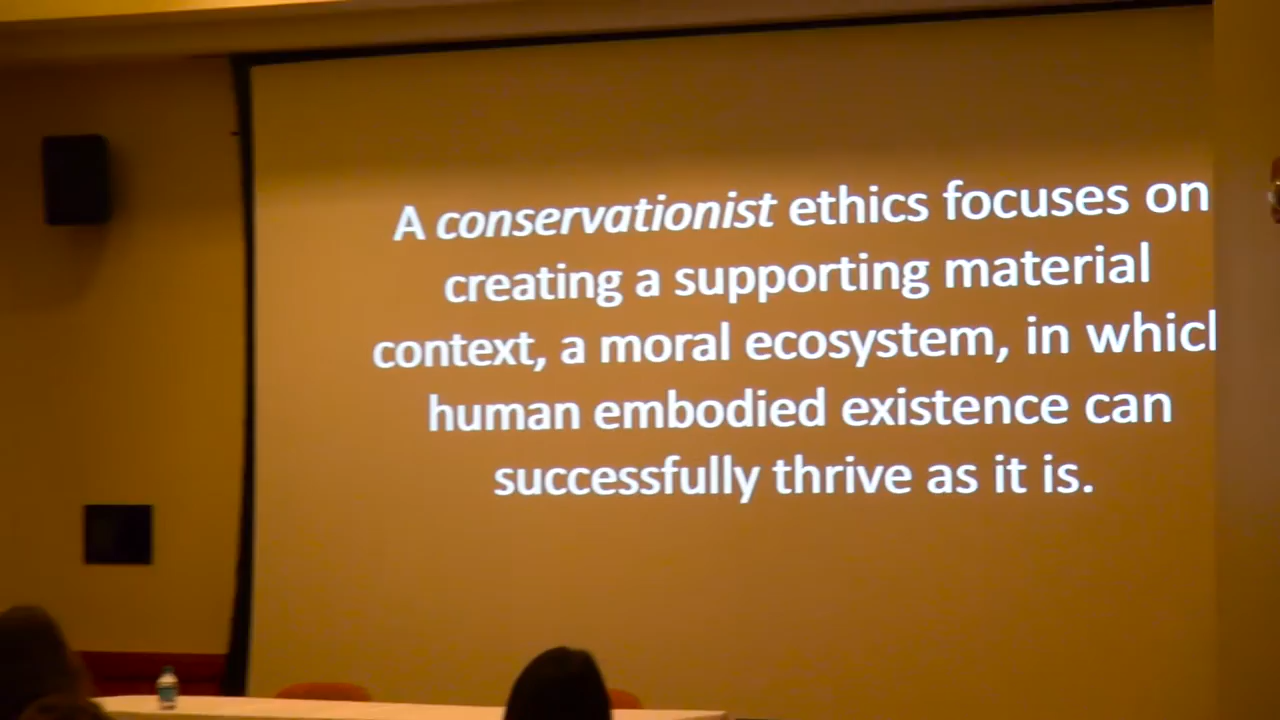 A conservationist ethics focuses on
creating a supporting material
context, a moral ecosystem, in which
human embodied existence can
successfully thrive as it is.